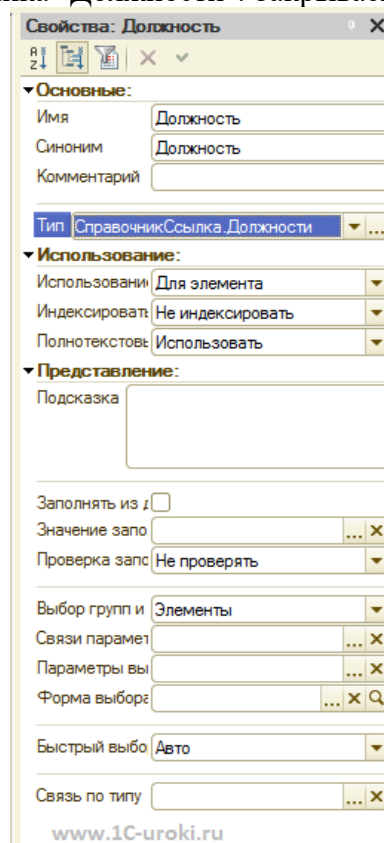 Свойства: Должность
Основные:
Имя Должность
Синоним Должность
Комментарий
Тип СправочникСсылка.Должности ...
Использование:
Использовани Для элемента
Индексировать Не индексировать
Полнотекстовь Использовать
Представление:
Подсказка
Заполнять из д
Значение запо ...
Проверка запс Не проверять
Выбор групп и Элементы
Связи парамет ...
Параметры вы ...
Форма выбора ...
Быстрый выбо Авто
Связь по типу ...
www.1C-uroki.ru